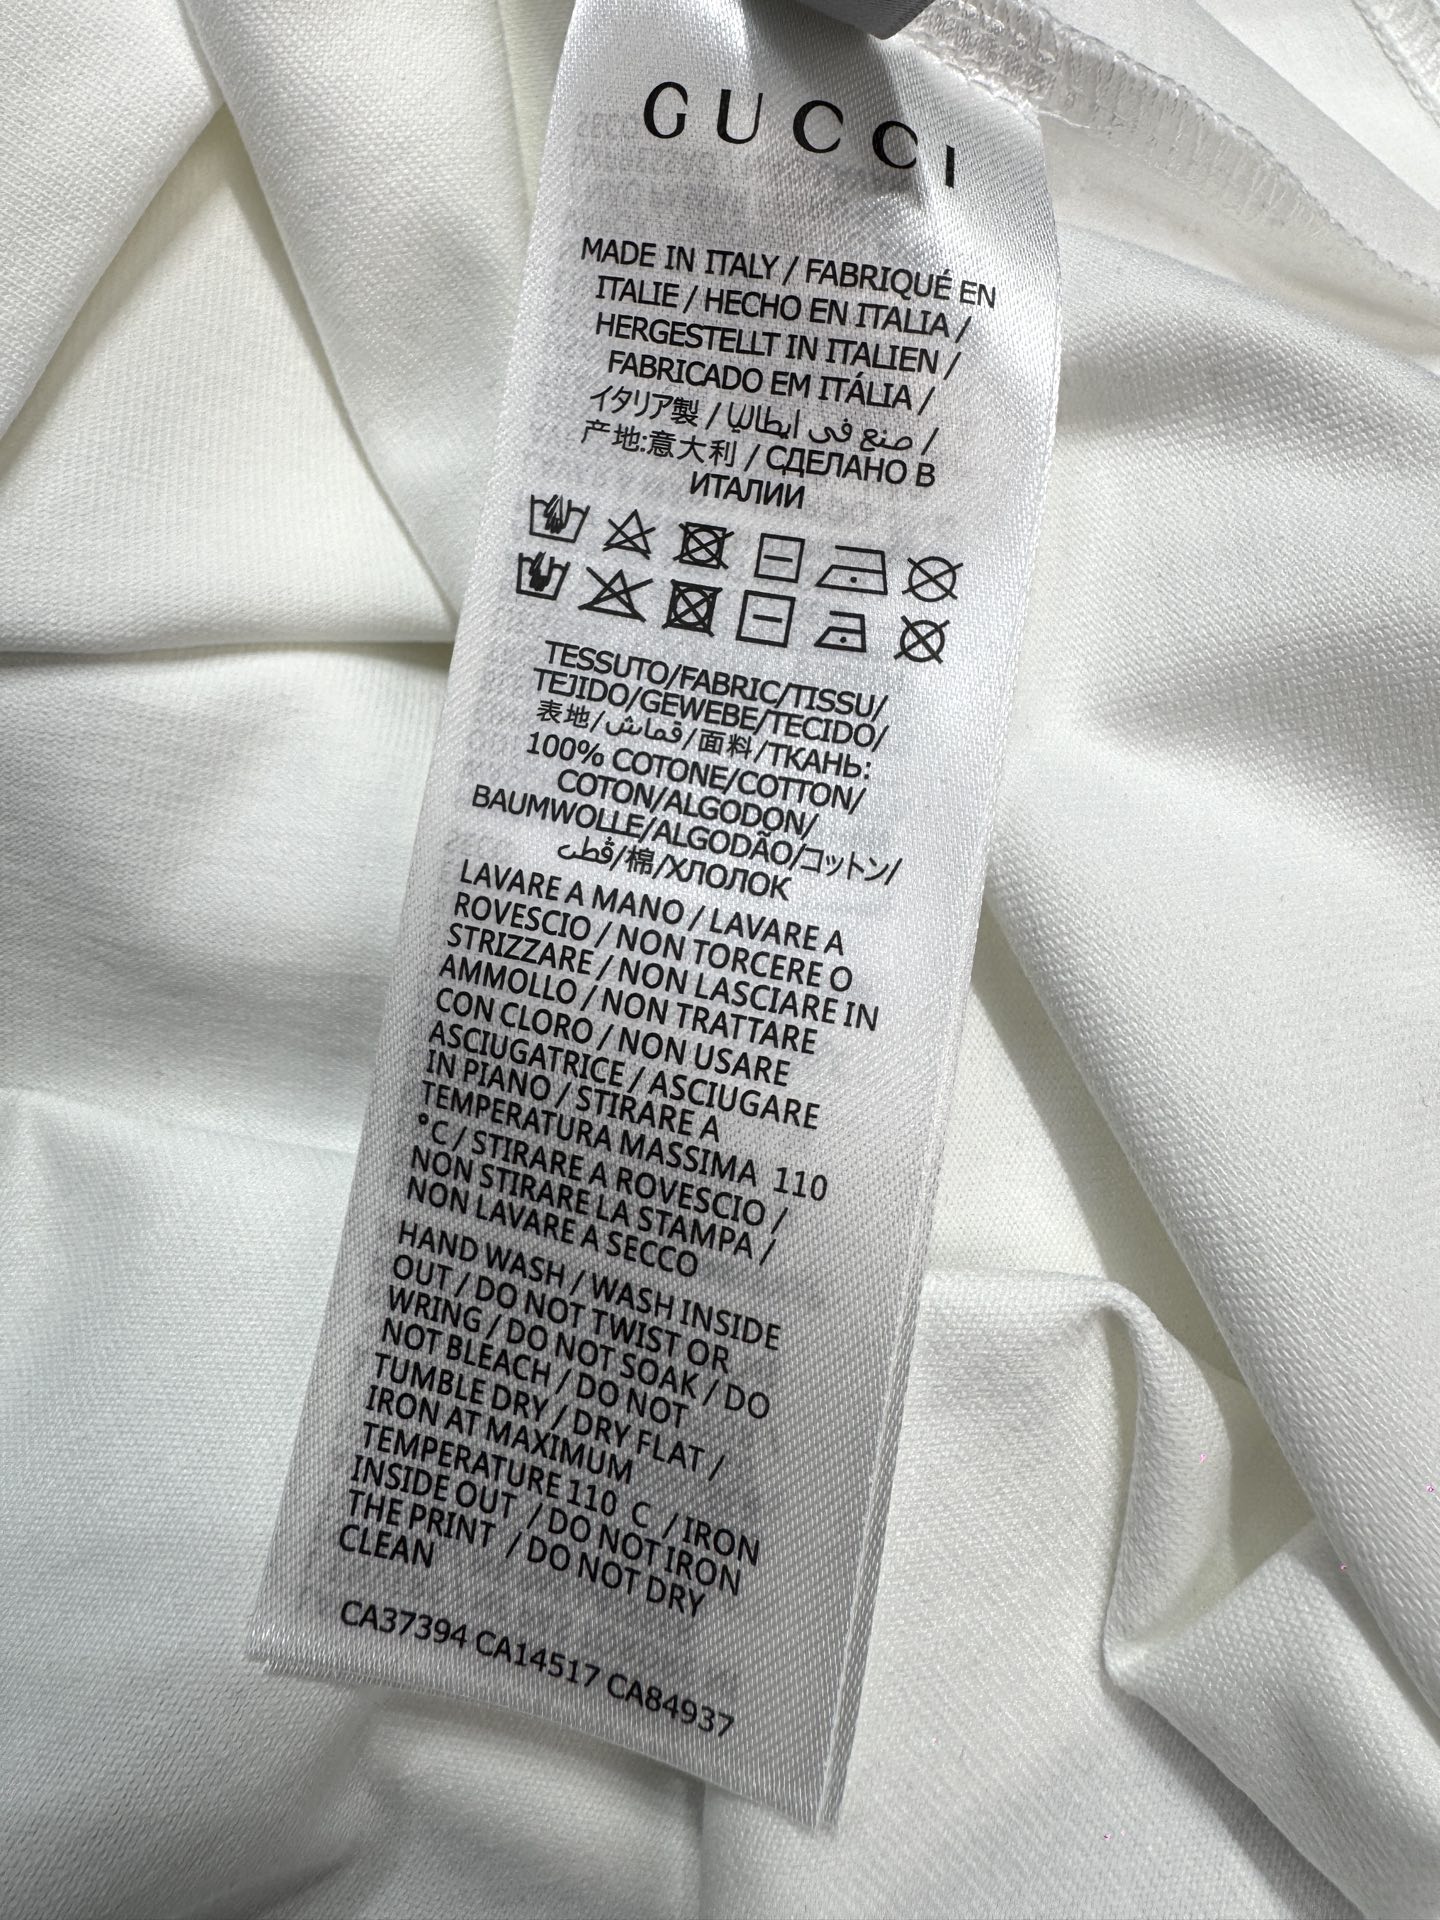 GUCCI
MADE IN ITALY / FABRIQUÉ EN
ITALIE / HECHO EN ITALIA /
HERGESTELLT IN ITALIEN /
FABRICADO EM ITÁLIA /
イタリア製 / صنع في ايطاليا /
产地:意大利 / СДЕЛАНО В
ИТАЛИИ
TESSUTO/FABRIC/TISSU/
TEJIDO/GEWEBE/TECIDO/
表地/قماش/面料/ТКАНЬ:
100% COTONE/COTTON/
COTON/ALGODON/
BAUMWOLLE/ALGODÃO/コットン/
قطن/棉/ХЛОПОК
LAVARE A MANO / LAVARE A
ROVESCIO / NON TORCERE O
STRIZZARE / NON LASCIARE IN
AMMOLLO / NON TRATTARE
CON CLORO / NON USARE
ASCIUGATRICE / ASCIUGARE
IN PIANO / STIRARE A
TEMPERATURA MASSIMA 110
°C / STIRARE A ROVESCIO /
NON STIRARE LA STAMPA /
NON LAVARE A SECCO
HAND WASH / WASH INSIDE
OUT / DO NOT TWIST OR
WRING / DO NOT SOAK / DO
NOT BLEACH / DO NOT
TUMBLE DRY / DRY FLAT /
IRON AT MAXIMUM
TEMPERATURE 110 C / IRON
INSIDE OUT / DO NOT IRON
THE PRINT / DO NOT DRY
CLEAN
CA37394 CA14517 CA84937